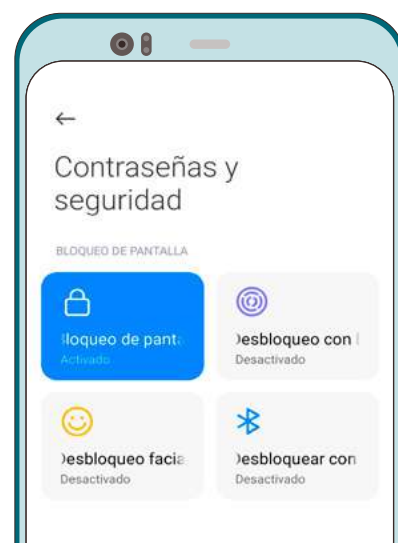 Contraseñas y
seguridad
BLOQUEO DE PANTALLA
loqueo de pant
Activado
esbloqueo con
Desactivado
esbloqueo facia
Desactivado
esbloquear con
Desactivado